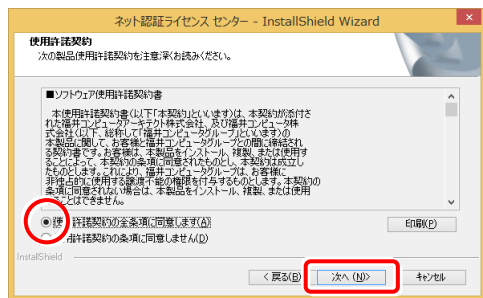 ネット認証ライセンス センター - InstallShield Wizard
使用許諾契約
次の製品使用許諾契約を注意深くお読みください。
■ソフトウェア使用許諾契約書
本使用許諾契約書(以下「本契約」といいます)は、本契約が添付さ
れた福井コンピュータアーキテクト株式会社、及び福井コンピュータ株
式会社(以下、総称して「福井コンピュータグループ」といいます)の
本製品に関して、お客様と福井コンピュータグループとの間に締結され
る契約書です。お客様は、本製品をインストール、複製、または使用す
ることによって、本契約の条項に同意されたものとし、本契約は成立し
たものとします。これにより、福井コンピュータグループは、お客様に
非独占的に使用する譲渡不能の権限を付与するものとします。本契約の
条項に同意されない場合は、本製品をインストール、複製、または使用
することはできません。
使用許諾契約の全条項に同意します(A)
許諾契約の条項に同意しません(D)
印刷(P)
InstallShield
< 戻る(B)
次へ (N)>
キャンセル